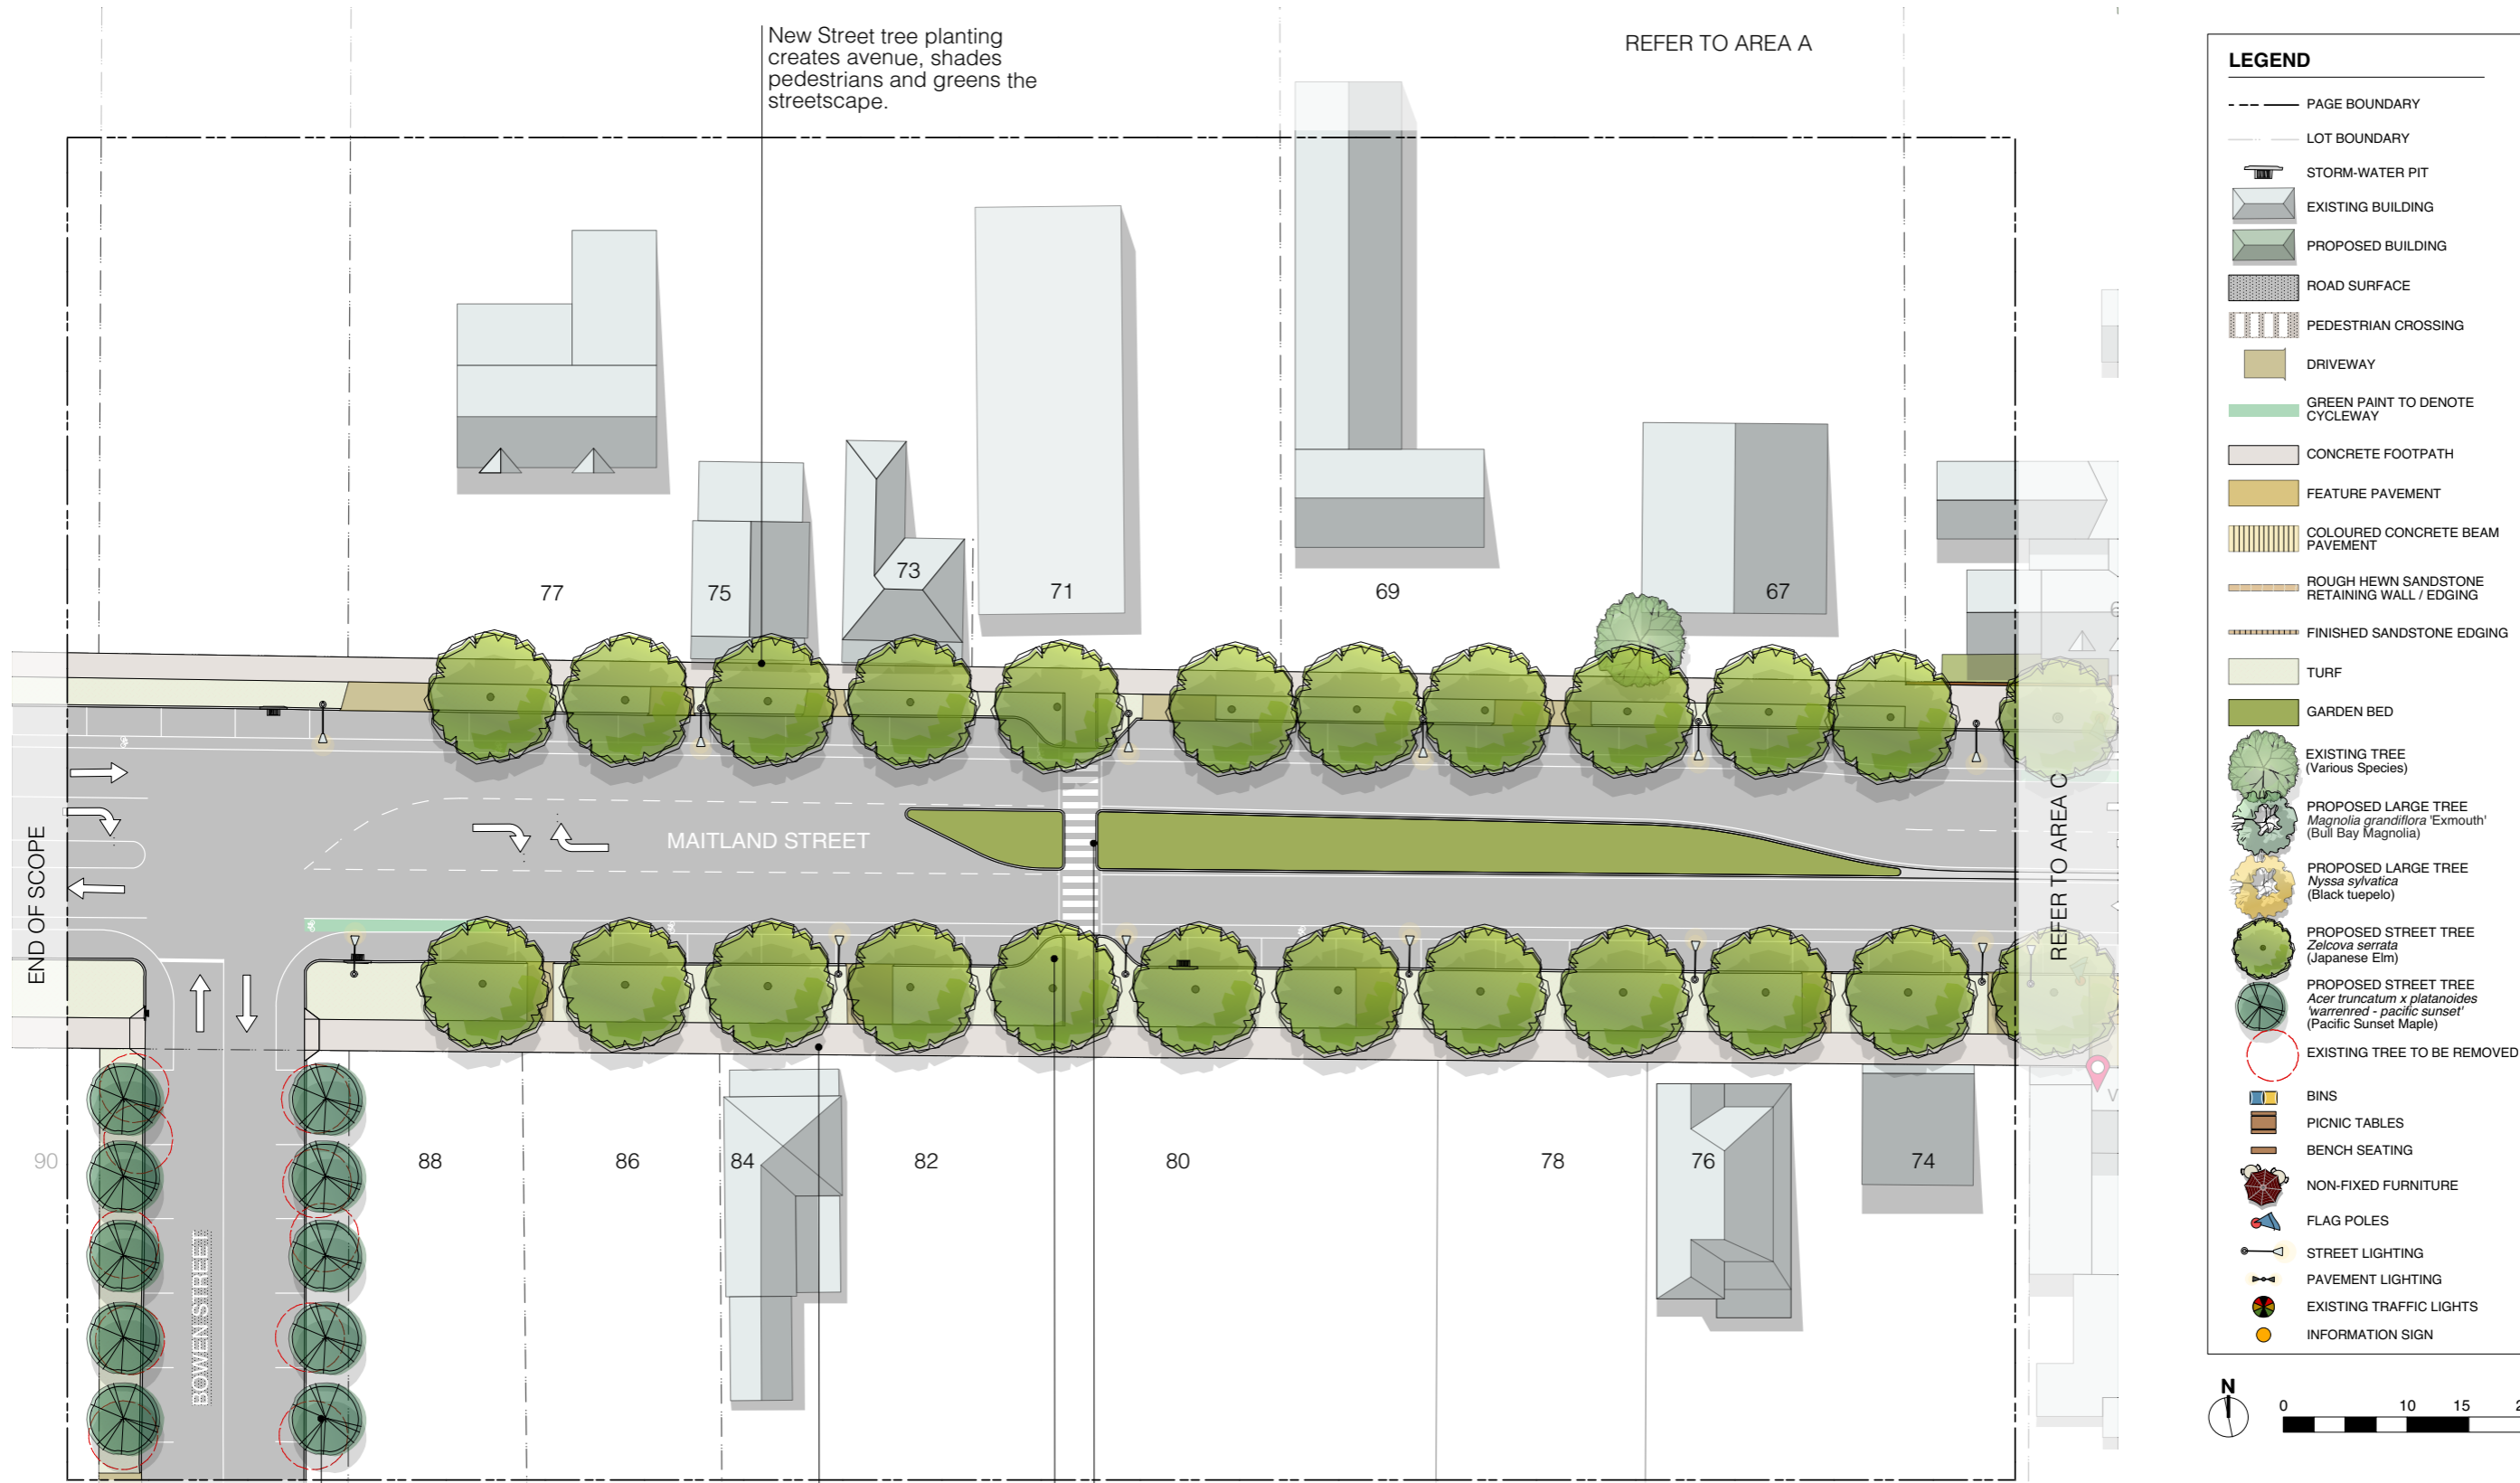 New Street tree planting
creates avenue, shades
pedestrians and greens the
streetscape.
REFER TO AREA A
77
75
73
71
69
67
MAITLAND STREET
END OF SCOPE
REFER TO AREA C
BOWEN STREET
90
88
86
84
82
80
78
76
74
LEGEND
PAGE BOUNDARY
LOT BOUNDARY
STORM-WATER PIT
EXISTING BUILDING
PROPOSED BUILDING
ROAD SURFACE
PEDESTRIAN CROSSING
DRIVEWAY
GREEN PAINT TO DENOTE
CYCLEWAY
CONCRETE FOOTPATH
FEATURE PAVEMENT
COLOURED CONCRETE BEAM
PAVEMENT
ROUGH HEWN SANDSTONE
RETAINING WALL / EDGING
FINISHED SANDSTONE EDGING
TURF
GARDEN BED
EXISTING TREE
(Various Species)
PROPOSED LARGE TREE
Magnolia grandiflora 'Exmouth'
(Bull Bay Magnolia)
PROPOSED LARGE TREE
Nyssa sylvatica
(Black tuepelo)
PROPOSED STREET TREE
Zelcova serrata
(Japanese Elm)
PROPOSED STREET TREE
Acer truncatum x platanoides
'warrenred - pacific sunset'
(Pacific Sunset Maple)
EXISTING TREE TO BE REMOVED
BINS
PICNIC TABLES
BENCH SEATING
NON-FIXED FURNITURE
FLAG POLES
STREET LIGHTING
PAVEMENT LIGHTING
EXISTING TRAFFIC LIGHTS
INFORMATION SIGN
N
0 10 15 2